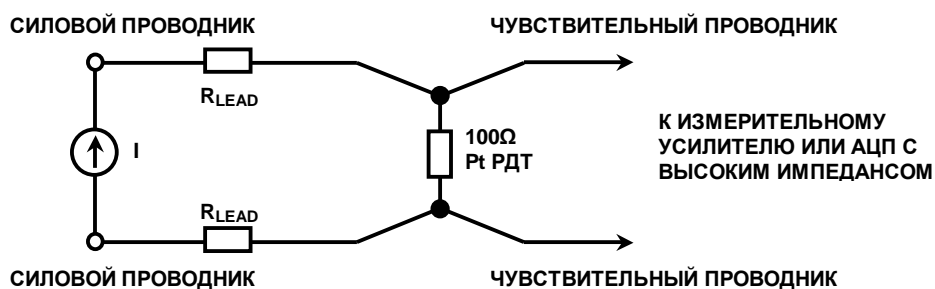 СИЛОВОЙ ПРОВОДНИК
ЧУВСТВИТЕЛЬНЫЙ ПРОВОДНИК
RLEAD
I
100Ω
Pt РДТ
К ИЗМЕРИТЕЛЬНОМУ
УСИЛИТЕЛЮ ИЛИ АЦП С
ВЫСОКИМ ИМПЕДАНСОМ
RLEAD
СИЛОВОЙ ПРОВОДНИК
ЧУВСТВИТЕЛЬНЫЙ ПРОВОДНИК